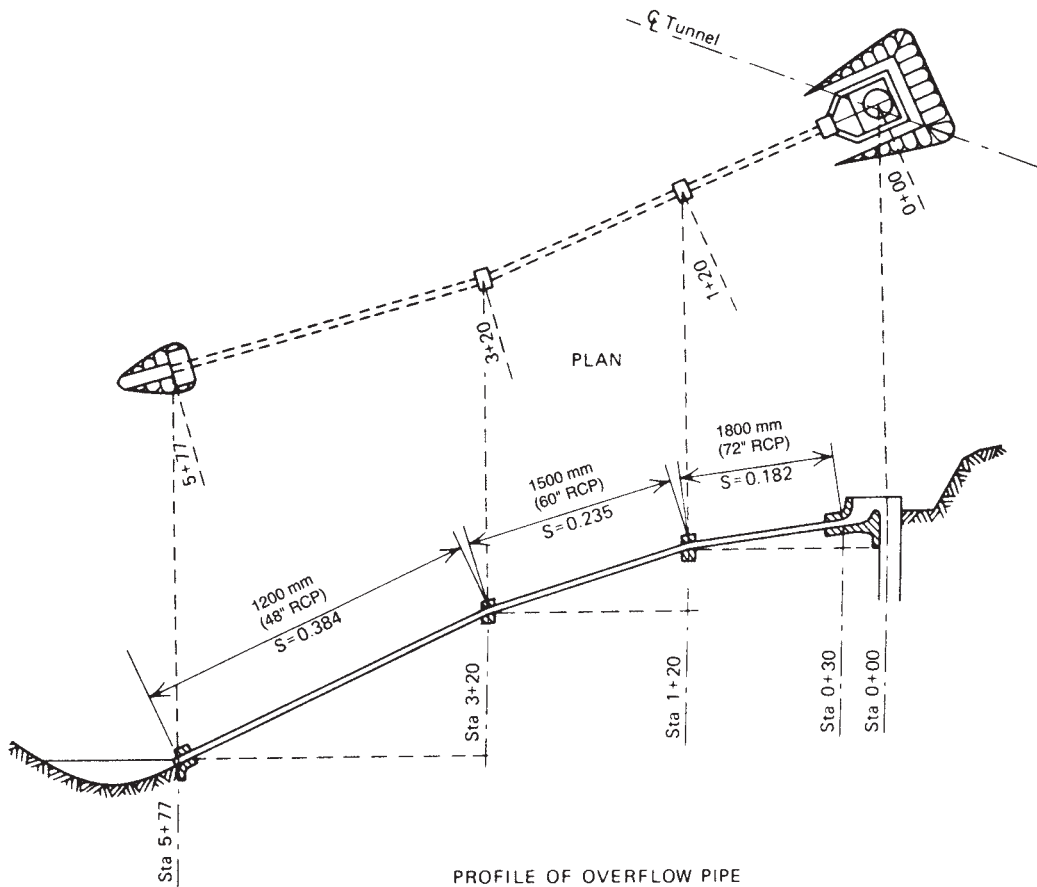 ℄ Tunnel
0+00
1+20
3+20
PLAN
5+77
1800 mm
(72" RCP)
S=0.182
1500 mm
(60" RCP)
S=0.235
1200 mm
(48" RCP)
S=0.384
Sta 5+77
Sta 3+20
Sta 1+20
Sta 0+30
Sta 0+00
PROFILE OF OVERFLOW PIPE